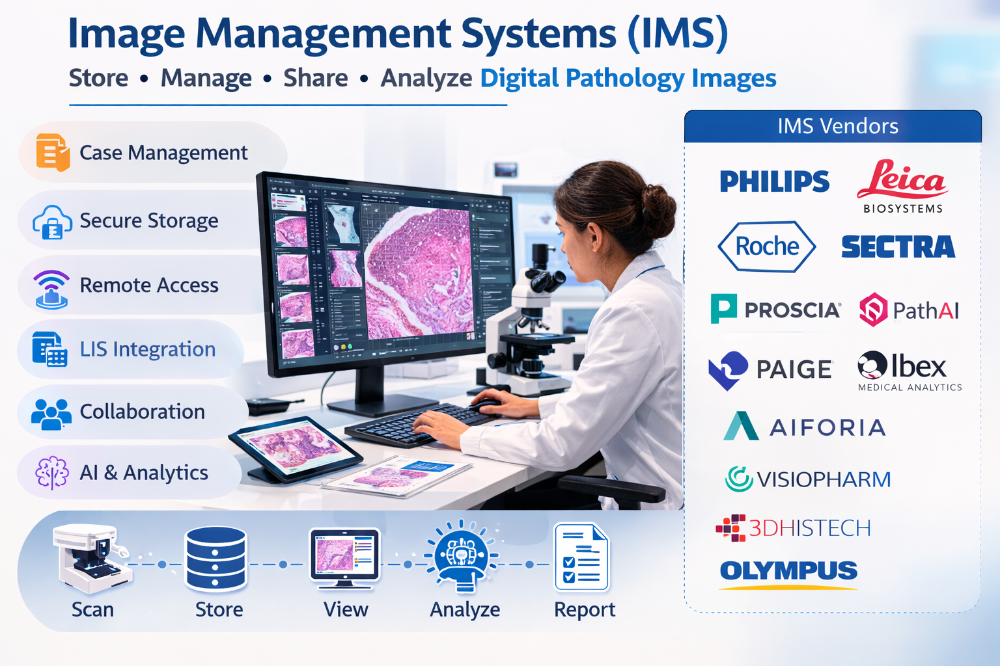 Image Management Systems (IMS)
Store • Manage • Share • Analyze Digital Pathology Images
Case Management
Secure Storage
Remote Access
LIS Integration
Collaboration
AI & Analytics
Scan
Store
View
Analyze
Report
IMS Vendors
PHILIPS
Leica
BIOSYSTEMS
Roche
SECTRA
PROSCIA
PathAI
PAIGE
Ibex
MEDICAL ANALYTICS
AIFORIA
VISIOPHARM
3DHISTECH
OLYMPUS